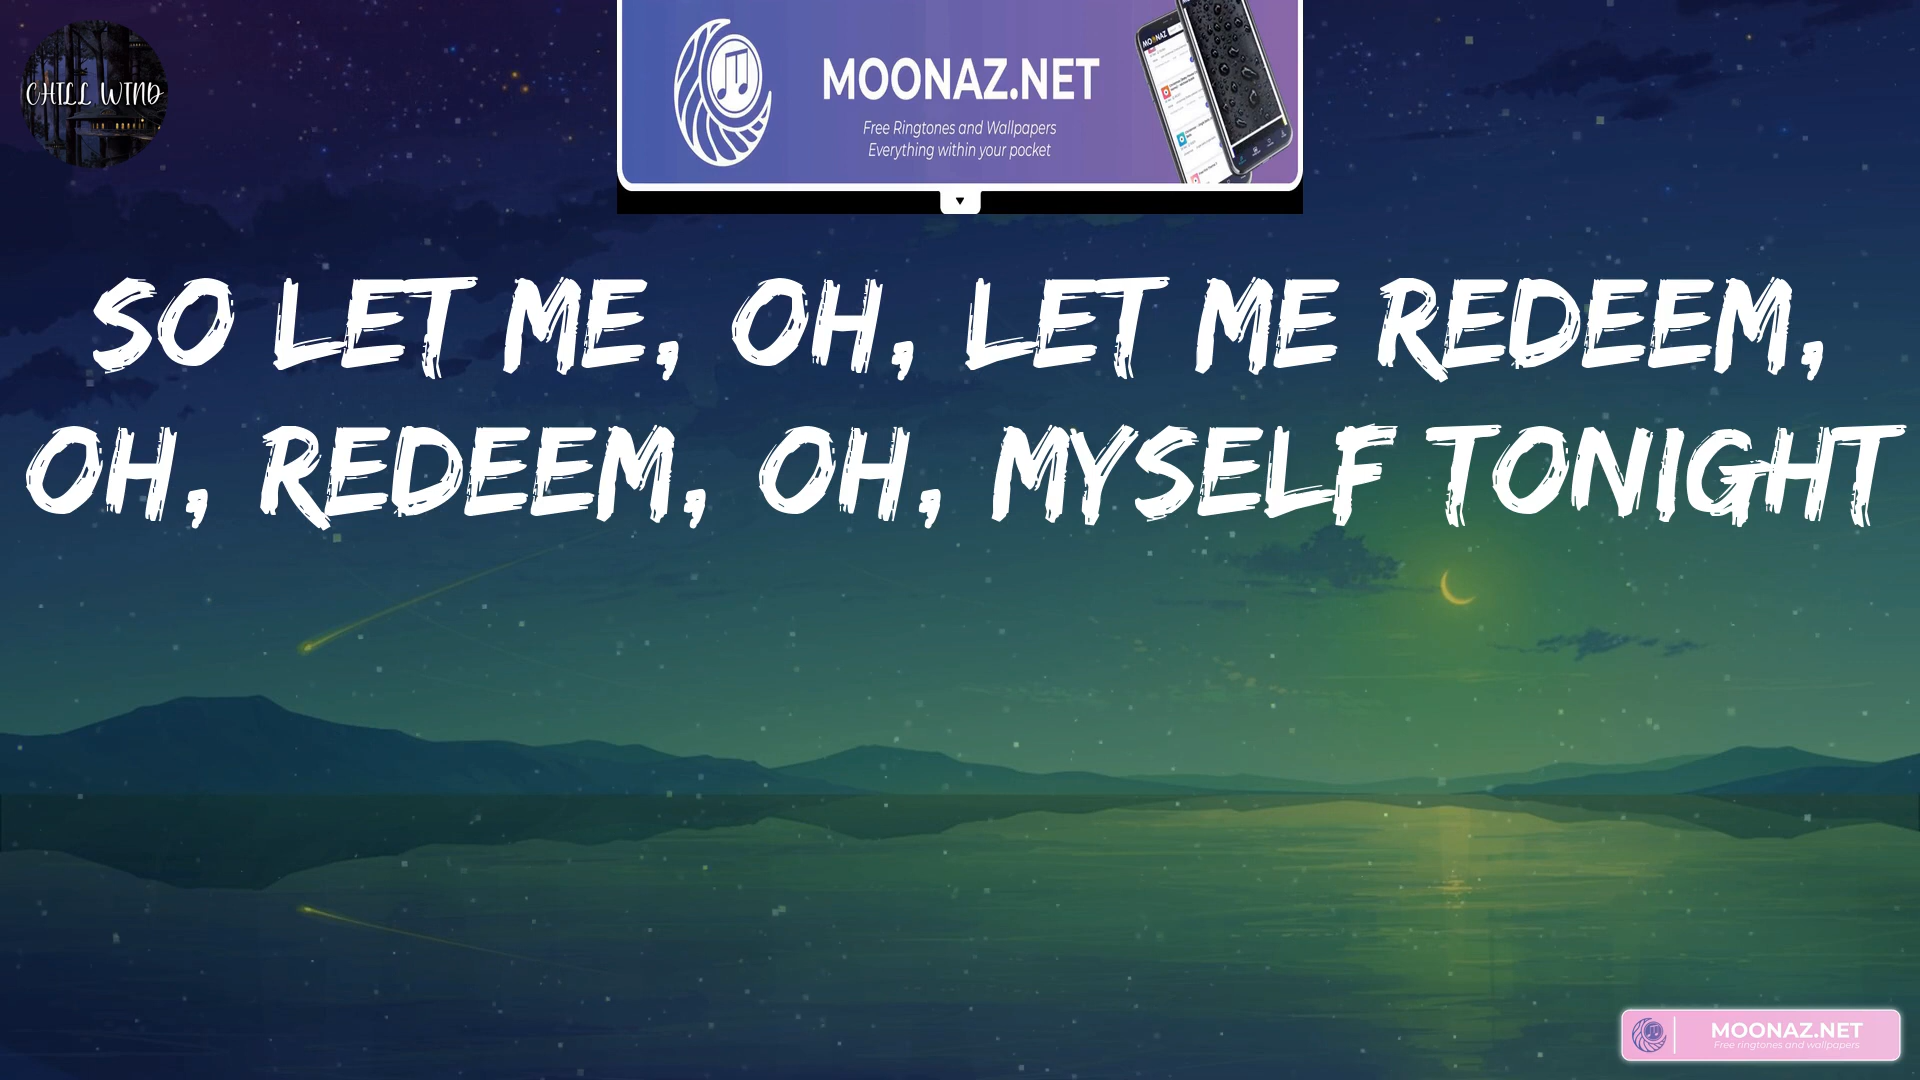 CHILL WIND
MOONAZ.NET
Free Ringtones and Wallpapers
Everything within your pocket
SO LET ME, OH, LET ME REDEEM,
OH, REDEEM, OH, MYSELF TONIGHT
MOONAZ.NET
Free ringtones and wallpapers